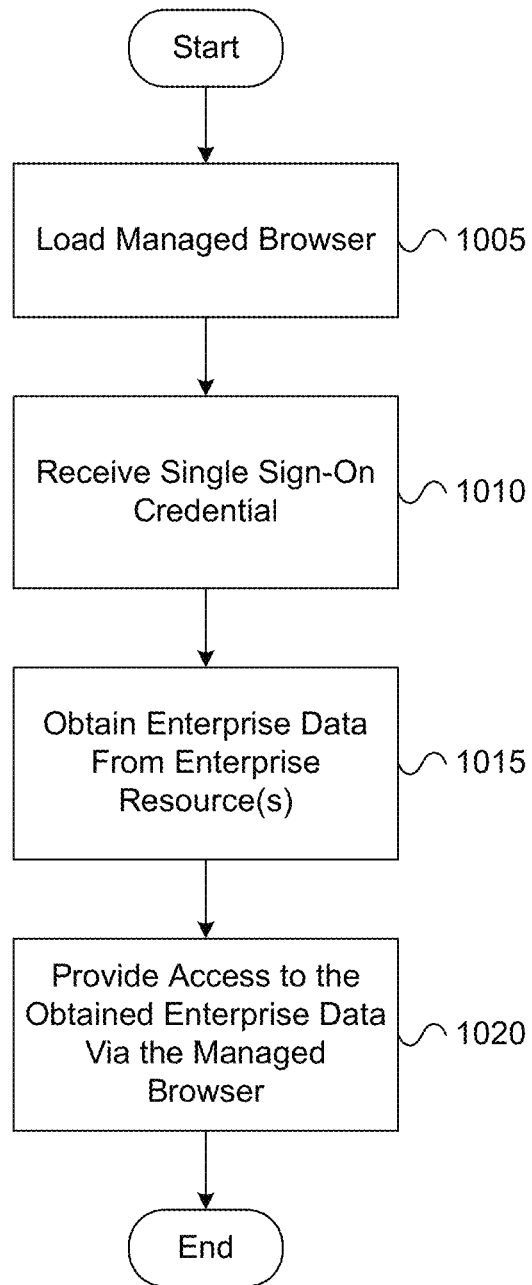 Start
Load Managed Browser
1005
Receive Single Sign-On
Credential
1010
Obtain Enterprise Data
From Enterprise
Resource(s)
1015
Provide Access to the
Obtained Enterprise Data
Via the Managed
Browser
1020
End